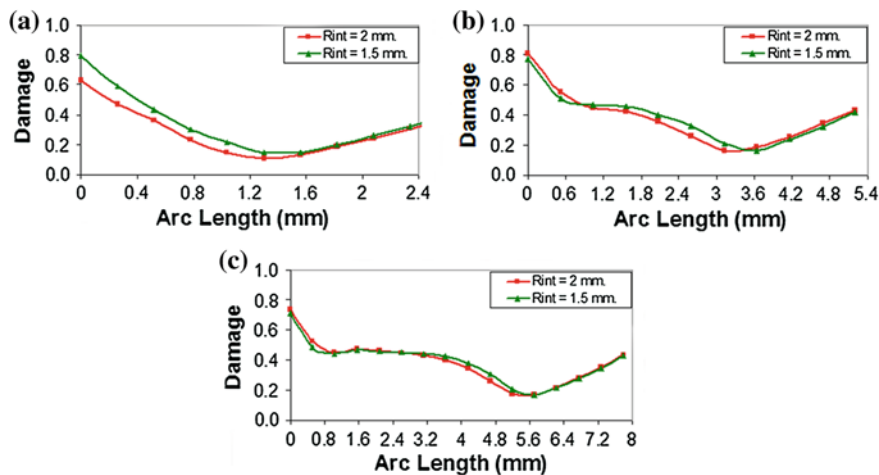 (a)
Damage
1.0
0.8
0.6
0.4
0.2
0.0
Rint = 2 mm.
Rint = 1.5 mm.
0 0.4 0.8 1.2 1.6 2 2.4
Arc Length (mm)
(b)
Damage
1.0
0.8
0.6
0.4
0.2
0.0
Rint = 2 mm.
Rint = 1.5 mm.
0 0.6 1.2 1.8 2.4 3 3.6 4.2 4.8 5.4
Arc Length (mm)
(c)
Damage
1.0
0.8
0.6
0.4
0.2
0.0
Rint = 2 mm.
Rint = 1.5 mm.
0 0.8 1.6 2.4 3.2 4 4.8 5.6 6.4 7.2 8
Arc Length (mm)